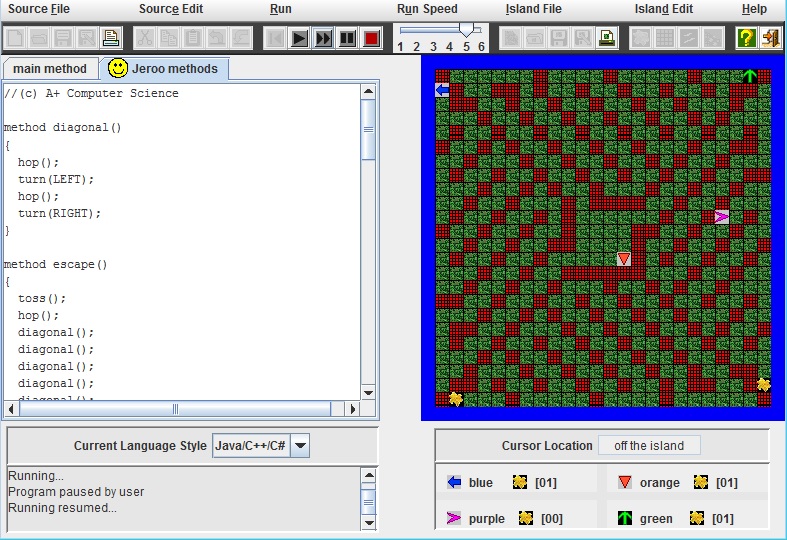 Source File Source Edit Run Run Speed Island File Island Edit Help
1 2 3 4 5 6
main method Jeroo methods
//(c) A+ Computer Science
method diagonal()
{
hop();
turn(LEFT);
hop();
turn(RIGHT);
}
method escape()
{
toss();
hop();
diagonal();
diagonal();
diagonal();
diagonal();
diagonal();
Current Language Style Java/C++/C#
Running...
Program paused by user
Running resumed...
Cursor Location off the island
blue [01] orange [01]
purple [00] green [01]